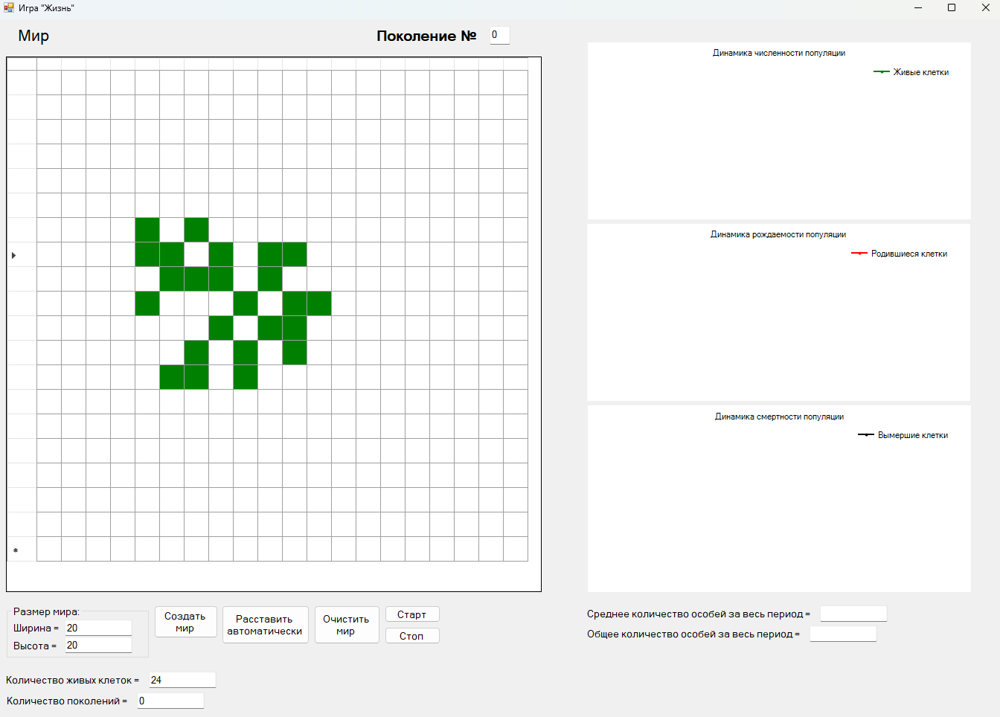 Игра "Жизнь"
Мир
Поколение № 0
Динамика численности популяции
Живые клетки
Динамика рождаемости популяции
Родившиеся клетки
Динамика смертности популяции
Вымершие клетки
Размер мира:
Ширина = 20
Высота = 20
Создать
мир
Расставить
автоматически
Очистить
мир
Старт
Стоп
Среднее количество особей за весь период =
Общее количество особей за весь период =
Количество живых клеток = 24
Количество поколений = 0